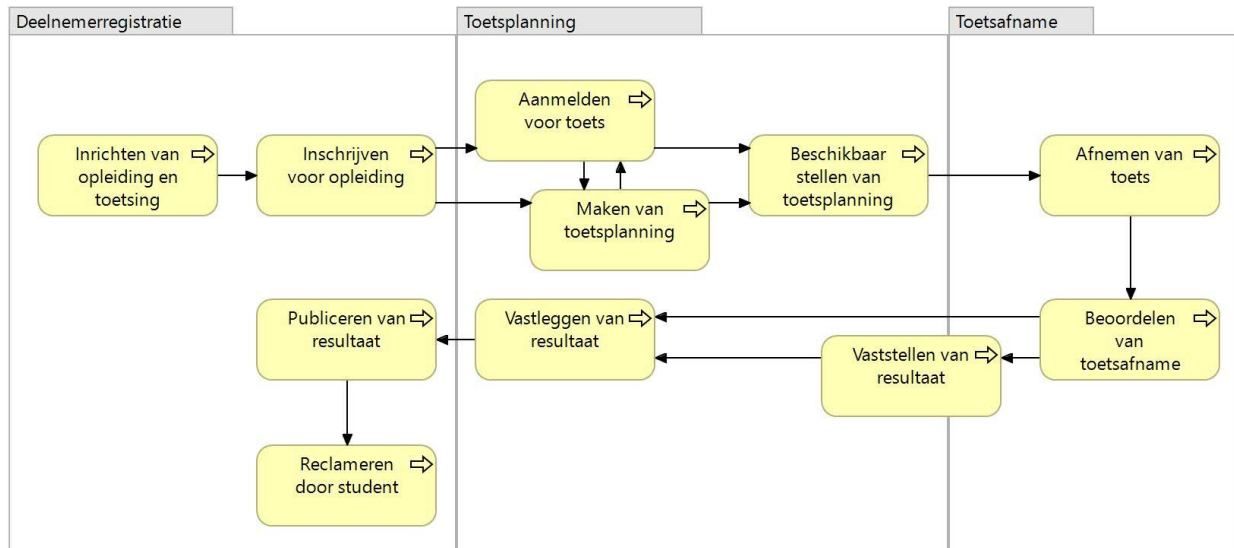 Deelnemerregistratie
Toetsplanning
Toetsafname
Aanmelden
voor toets
Inrichten van
opleiding en
toetsing
Inschrijven
voor opleiding
Beschikbaar
stellen van
toetsplanning
Afnemen van
toets
Maken van
toetsplanning
Publiceren van
resultaat
Vastleggen van
resultaat
Vaststellen van
resultaat
Beoordelen
van
toetsafname
Reclameren
door student